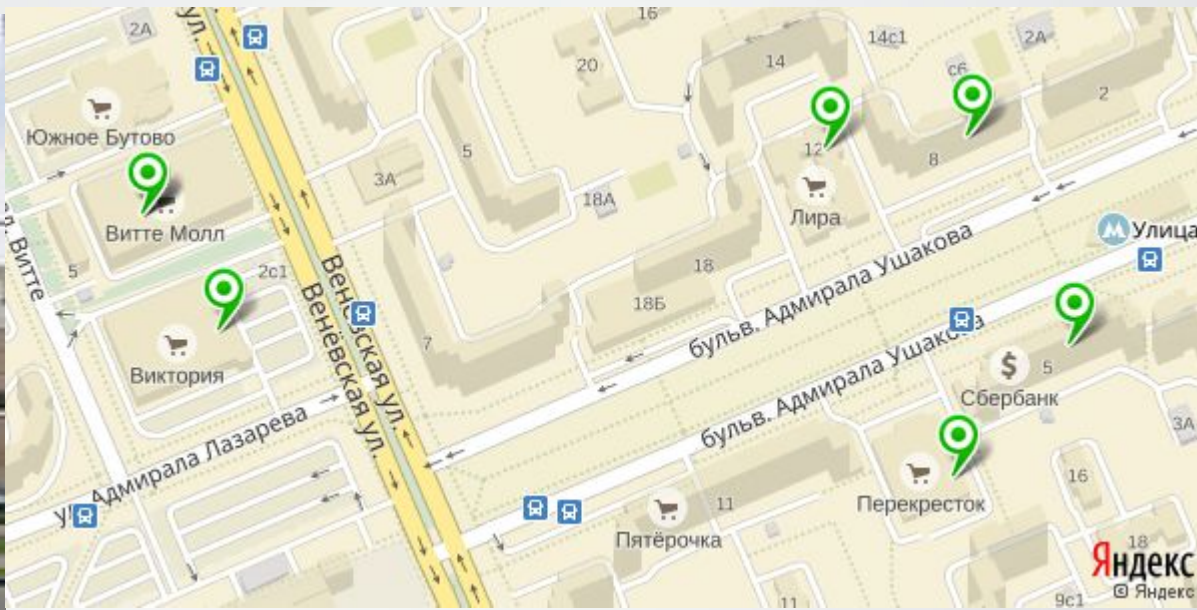 ул.
2А
16
14с1
2А
20
14
с6
2
Южное Бутово
5
3А
12
8
18А
Витте Молл
Лира
Улица
5
2с1
18
ал. Витте
Венёвская ул.
Венёвская ул.
18Б
бульв. Адмирала Ушакова
7
Виктория
бульв. Адмирала Ушакова
5
Сбербанк
3А
ул. Адмирала Лазарева
Перекресток
16
11
Пятёрочка
18
Яндекс
© Яндекс
11
9с1